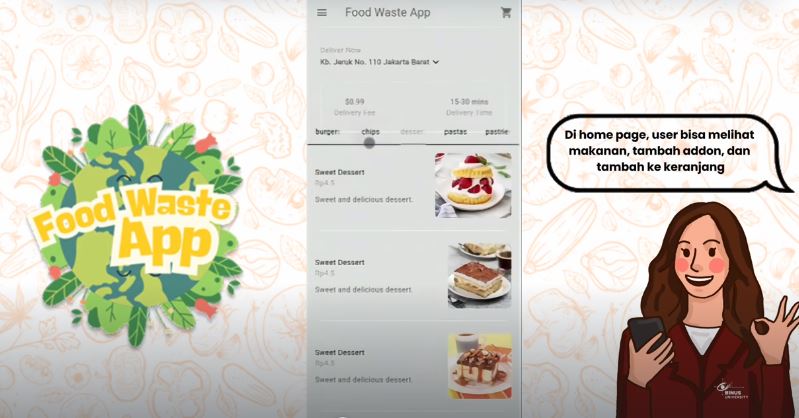 Food Waste App
Food Waste App
Deliver Now
Kb. Jeruk No. 110 Jakarta Barat
$0.99
Delivery Fee
15-30 mins
Delivery Time
burger: chips desser: pastas pastrie
Sweet Dessert
Rp4.5
Sweet and delicious dessert.
Sweet Dessert
Rp4.5
Sweet and delicious dessert.
Sweet Dessert
Rp4.5
Sweet and delicious dessert.
Di home page, user bisa melihat
makanan, tambah addon, dan
tambah ke keranjang
BINUS
UNIVERSITY